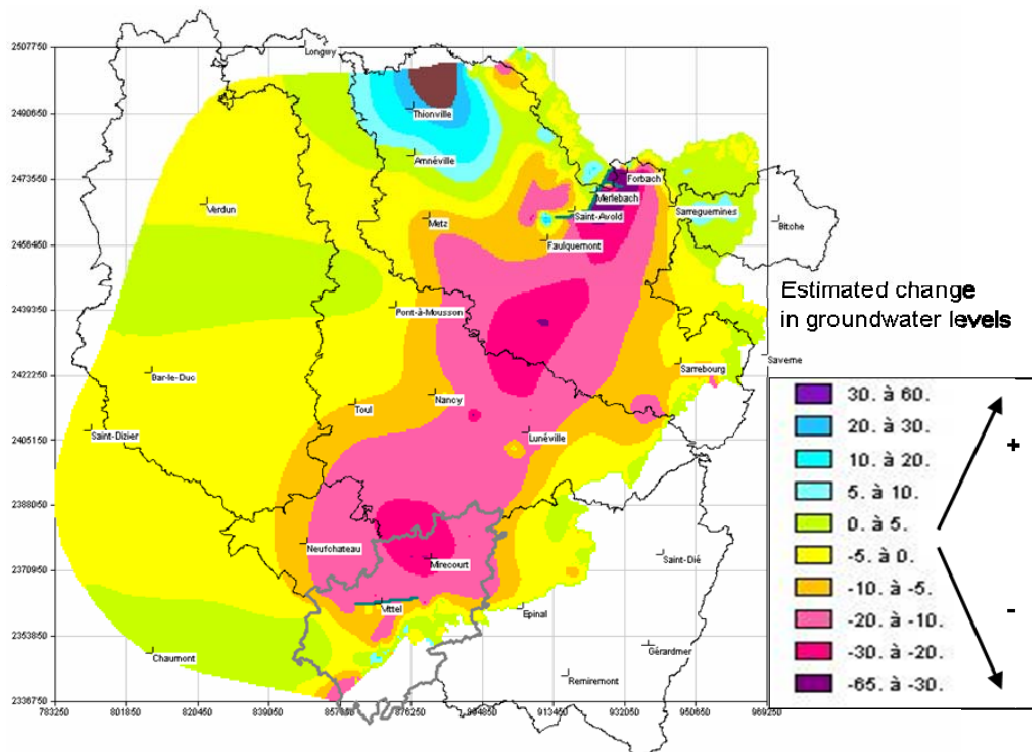 2507750
2490650
2473550
2456450
2439350
2422250
2405150
2388050
2370950
2353850
2336750
783250
801850
820450
839050
857650
876250
894850
913450
932050
950650
969250
Longwy
Thionville
Amnéville
Verdun
Metz
Forbach
Merlebach
Saint-Avold
Faulquemont
Sarreguemines
Bitche
Pont-à-Mousson
Bar-le-Duc
Saint-Dizier
Toul
Nancy
Lunéville
Sarrebourg
Saverne
Neufchateau
Mirecourt
Vittel
Epinal
Saint-Dié
Gérardmer
Remiremont
Chaumont
Estimated change
in groundwater levels
30. à 60.
20. à 30.
10. à 20.
5. à 10.
0. à 5.
-5. à 0.
-10. à -5.
-20. à -10.
-30. à -20.
-65. à -30.
+
-